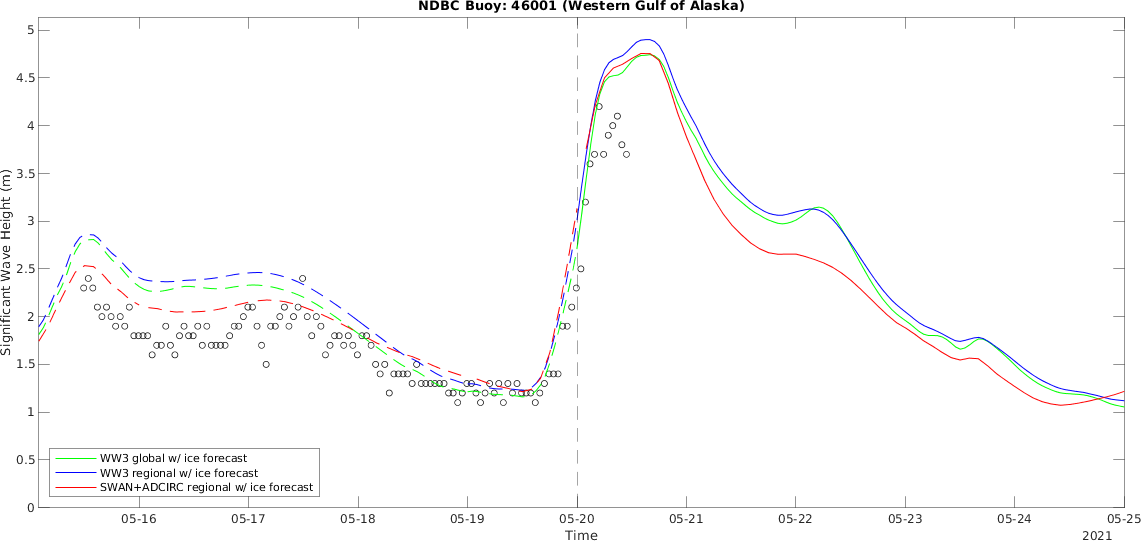 NDBC Buoy: 46001 (Western Gulf of Alaska)
Significant Wave Height (m)
5
4.5
4
3.5
3
2.5
2
1.5
1
0.5
0
WW3 global w/ ice forecast
WW3 regional w/ ice forecast
SWAN+ADCIRC regional w/ ice forecast
05-16 05-17 05-18 05-19 05-20 05-21 05-22 05-23 05-24 05-25
Time
2021